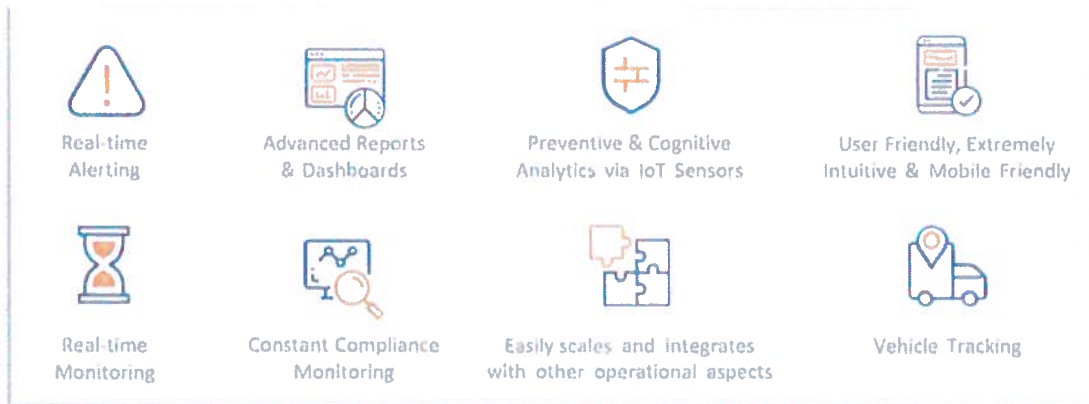 Real-time
Alerting
Advanced Reports
& Dashboards
Preventive & Cognitive
Analytics via IoT Sensors
User Friendly, Extremely
Intuitive & Mobile Friendly
Real-time
Monitoring
Constant Compliance
Monitoring
Easily scales and integrates
with other operational aspects
Vehicle Tracking